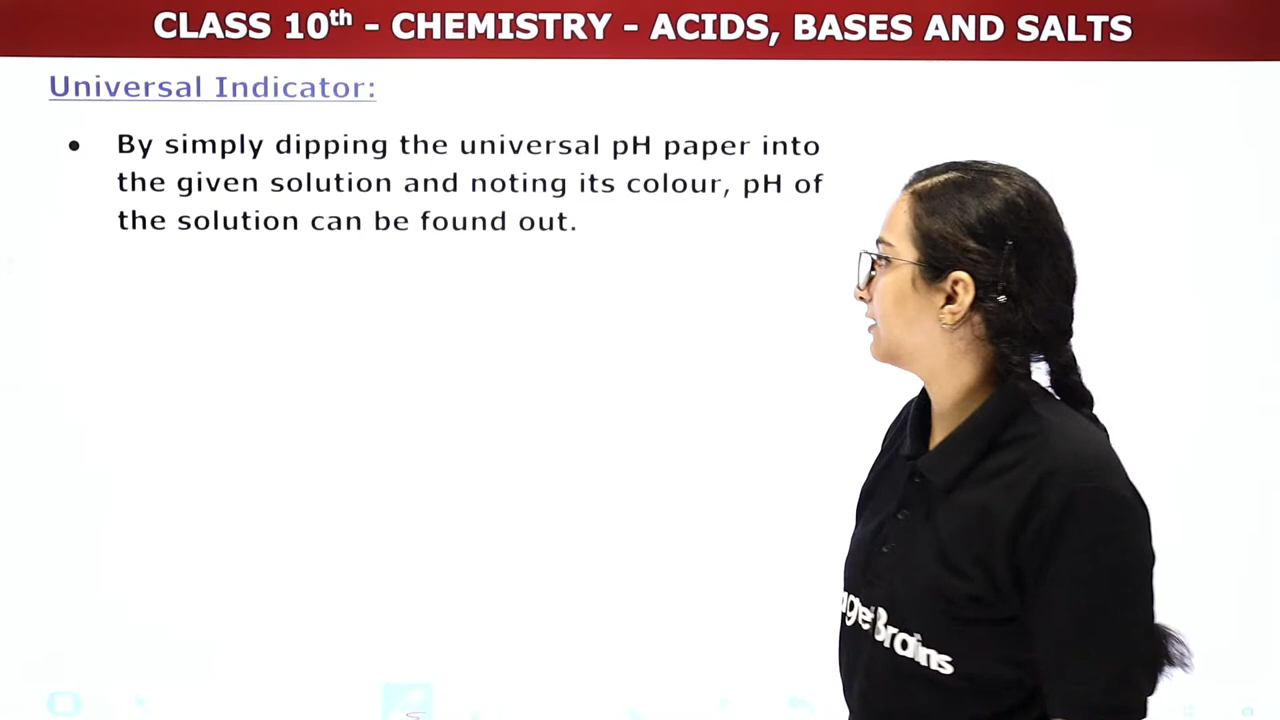 CLASS 10th - CHEMISTRY - ACIDS, BASES AND SALTS
Universal Indicator:
• By simply dipping the universal pH paper into
the given solution and noting its colour, pH of
the solution can be found out.
Brains